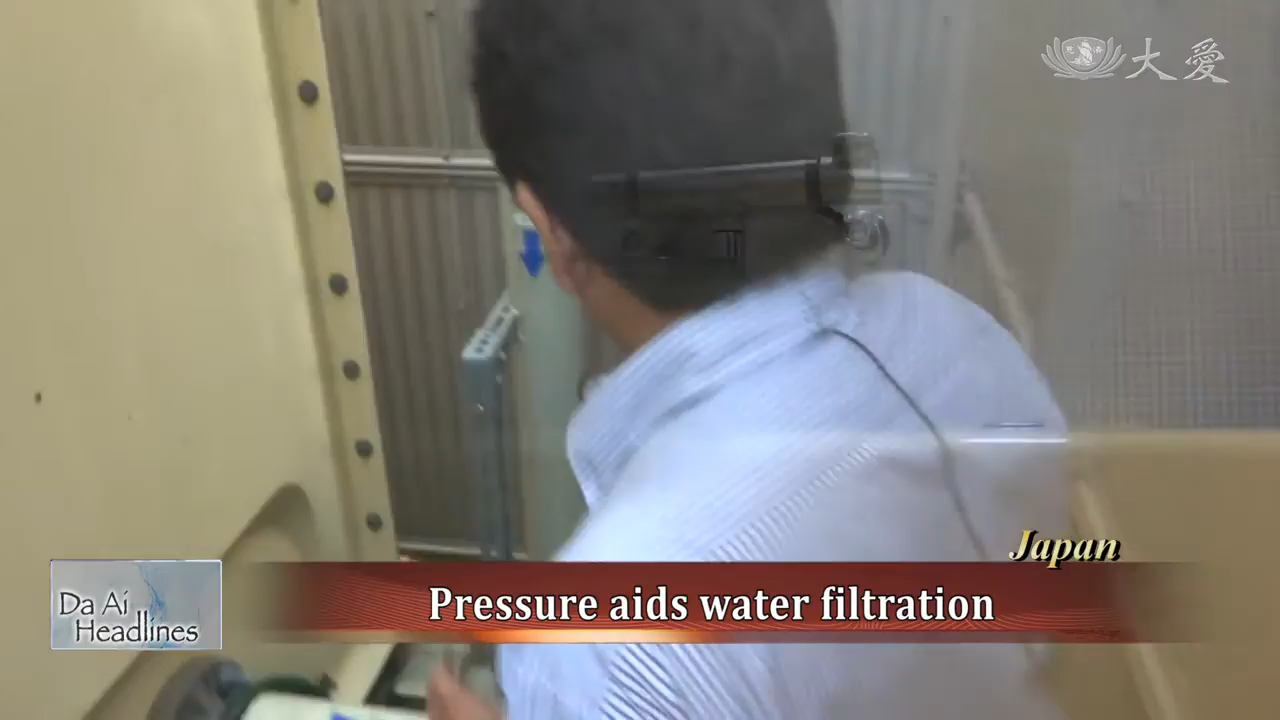 大愛
Japan
Pressure aids water filtration
Da Ai
Headlines